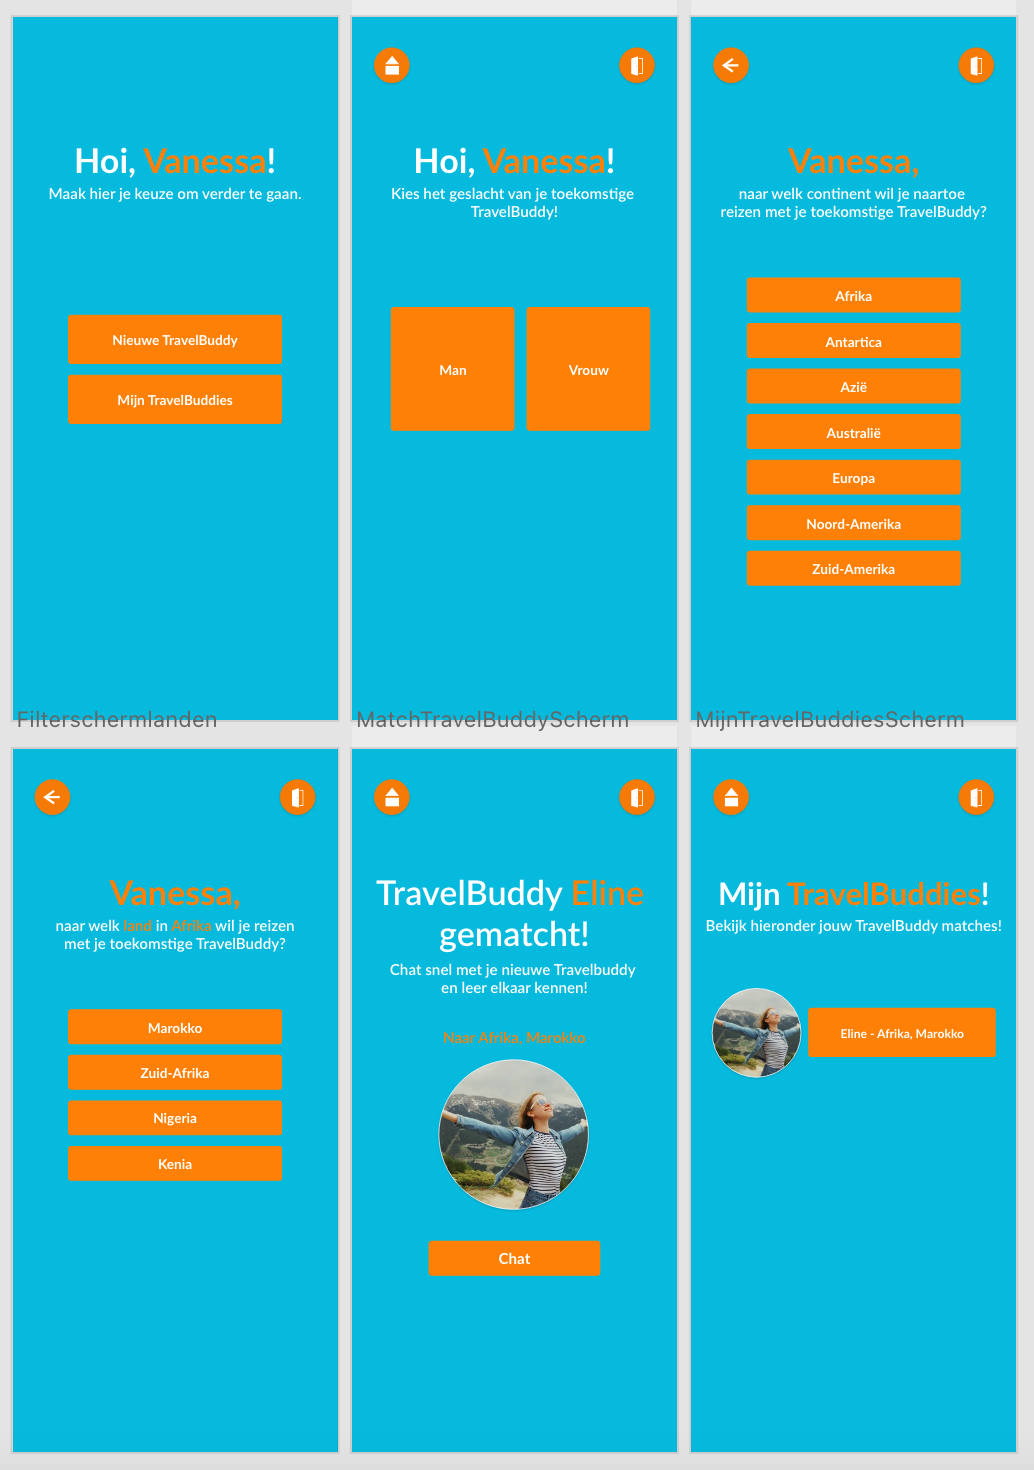 Hoi, Vanessa!
Maak hier je keuze om verder te gaan.
Nieuwe TravelBuddy
Mijn TravelBuddies
Hoi, Vanessa!
Kies het geslacht van je toekomstige
TravelBuddy!
Man
Vrouw
Vanessa,
naar welk continent wil je naartoe
reizen met je toekomstige TravelBuddy?
Afrika
Antartica
Azië
Australië
Europa
Noord-Amerika
Zuid-Amerika
Filterschermlanden
Vanessa,
naar welk land in Afrika wil je reizen
met je toekomstige TravelBuddy?
Marokko
Zuid-Afrika
Nigeria
Kenia
MatchTravelBuddyScherm
TravelBuddy Eline
gematcht!
Chat snel met je nieuwe Travelbuddy
en leer elkaar kennen!
Naar Afrika, Marokko
Chat
MijnTravelBuddiesScherm
Mijn TravelBuddies!
Bekijk hieronder jouw TravelBuddy matches!
Eline - Afrika, Marokko